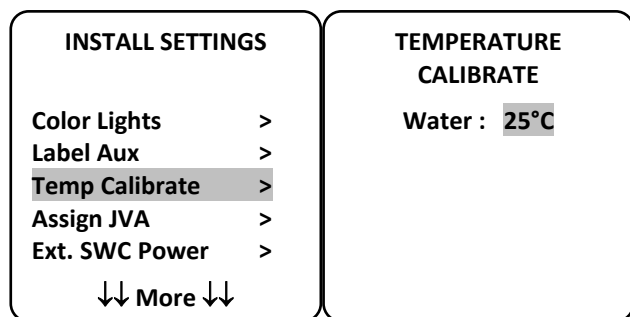 INSTALL SETTINGS
Color Lights >
Label Aux >
Temp Calibrate >
Assign JVA >
Ext. SWC Power >
↓↓ More ↓↓
TEMPERATURE
CALIBRATE
Water : 25°C